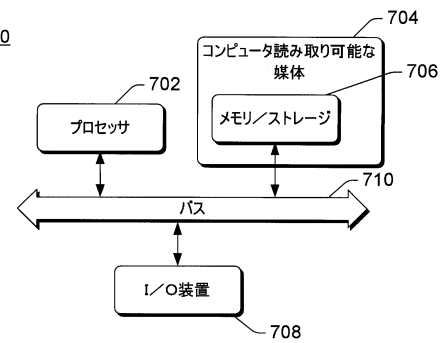 0
704
コンピュータ読み取り可能な
媒体
706
702
メモリ／ストレージ
プロセッサ
710
バス
I／O装置
708